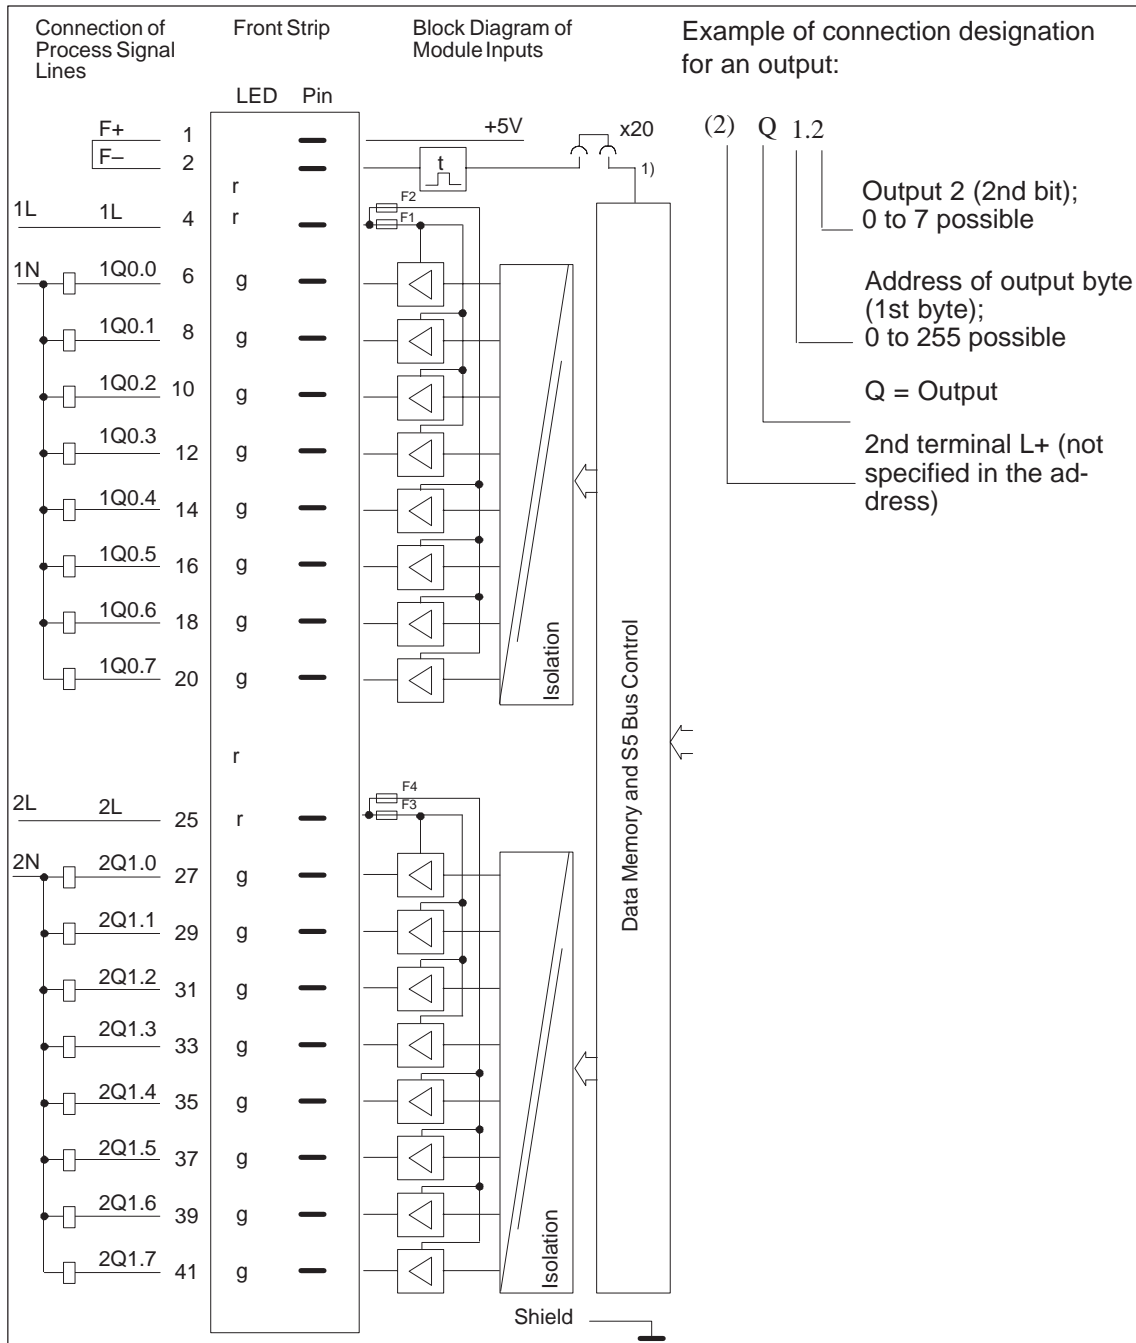 Connection of
Process Signal
Lines
Front Strip
Block Diagram of
Module Inputs
Example of connection designation
for an output:
LED Pin
F+ 1 +5V x20
F– 2 t 1)
r
F2
1L 1L 4 r F1
1N 1Q0.0 6 g
1Q0.1 8 g
1Q0.2 10 g
1Q0.3 12 g
1Q0.4 14 g
1Q0.5 16 g
1Q0.6 18 g
1Q0.7 20 g
Isolation
r
F4
2L 2L 25 r F3
2N 2Q1.0 27 g
2Q1.1 29 g
2Q1.2 31 g
2Q1.3 33 g
2Q1.4 35 g
2Q1.5 37 g
2Q1.6 39 g
2Q1.7 41 g
Isolation
Data Memory and S5 Bus Control
Shield
(2) Q 1.2
Output 2 (2nd bit);
0 to 7 possible
Address of output byte
(1st byte);
0 to 255 possible
Q = Output
2nd terminal L+ (not
specified in the ad-
dress)